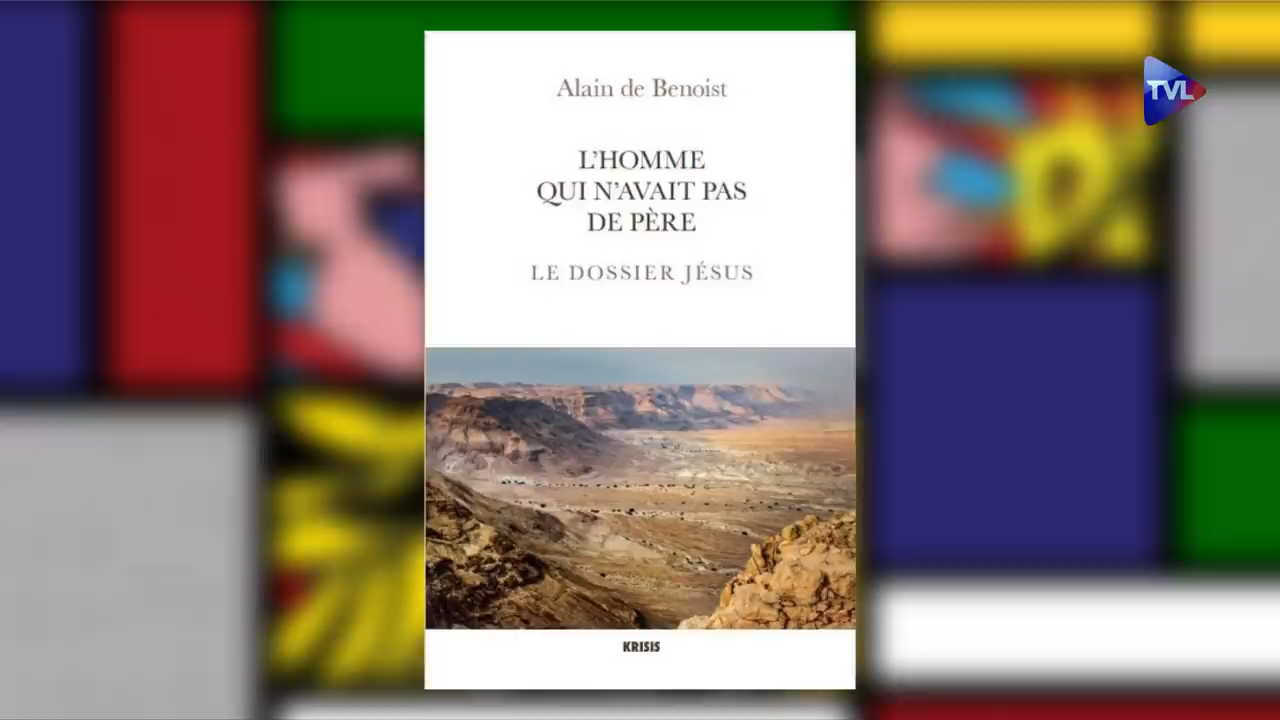 Alain de Benoist
L'HOMME
QUI N'AVAIT PAS
DE PÈRE
LE DOSSIER JÉSUS
KRISIS
TVL